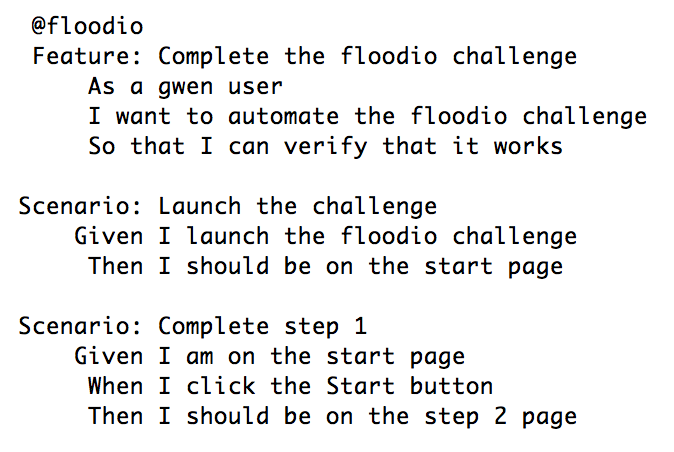 @floodio
Feature: Complete the floodio challenge
As a gwen user
I want to automate the floodio challenge
So that I can verify that it works
Scenario: Launch the challenge
Given I launch the floodio challenge
Then I should be on the start page
Scenario: Complete step 1
Given I am on the start page
When I click the Start button
Then I should be on the step 2 page